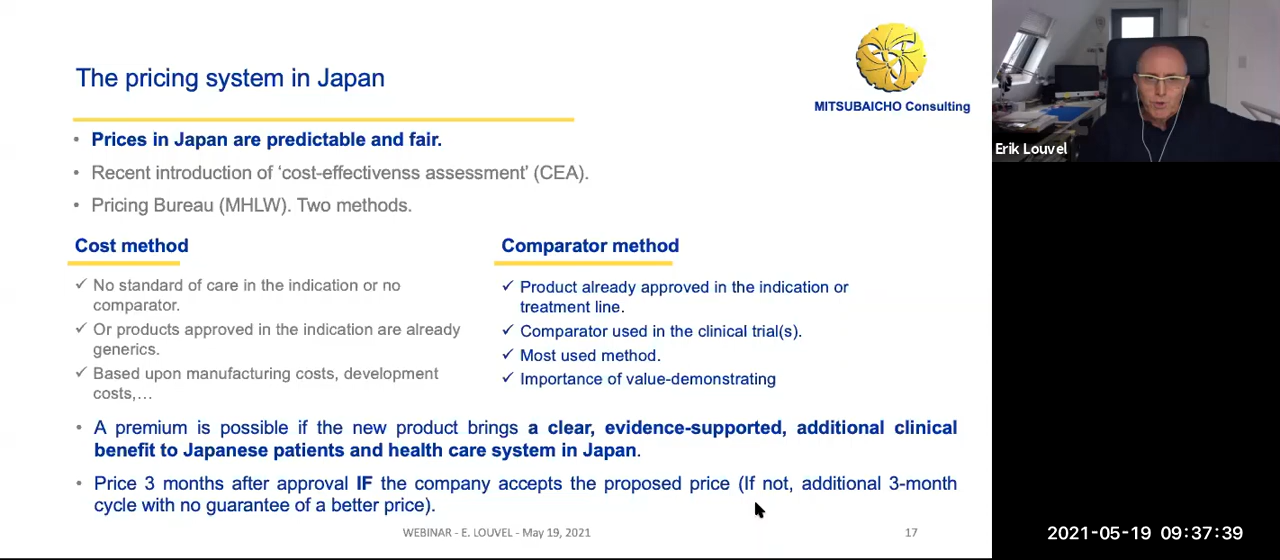 The pricing system in Japan
MITSUBAICHO Consulting
Erik Louvel
• Prices in Japan are predictable and fair.
• Recent introduction of ‘cost-effectivenss assessment’ (CEA).
• Pricing Bureau (MHLW). Two methods.
Cost method
✓ No standard of care in the indication or no
comparator.
✓ Or products approved in the indication are already
generics.
✓ Based upon manufacturing costs, development
costs,…
Comparator method
✓ Product already approved in the indication or
treatment line.
✓ Comparator used in the clinical trial(s).
✓ Most used method.
✓ Importance of value-demonstrating
• A premium is possible if the new product brings a clear, evidence-supported, additional clinical
benefit to Japanese patients and health care system in Japan.
• Price 3 months after approval IF the company accepts the proposed price (If not, additional 3-month
cycle with no guarantee of a better price).
WEBINAR - E. LOUVEL - May 19, 2021
17
2021-05-19 09:37:39